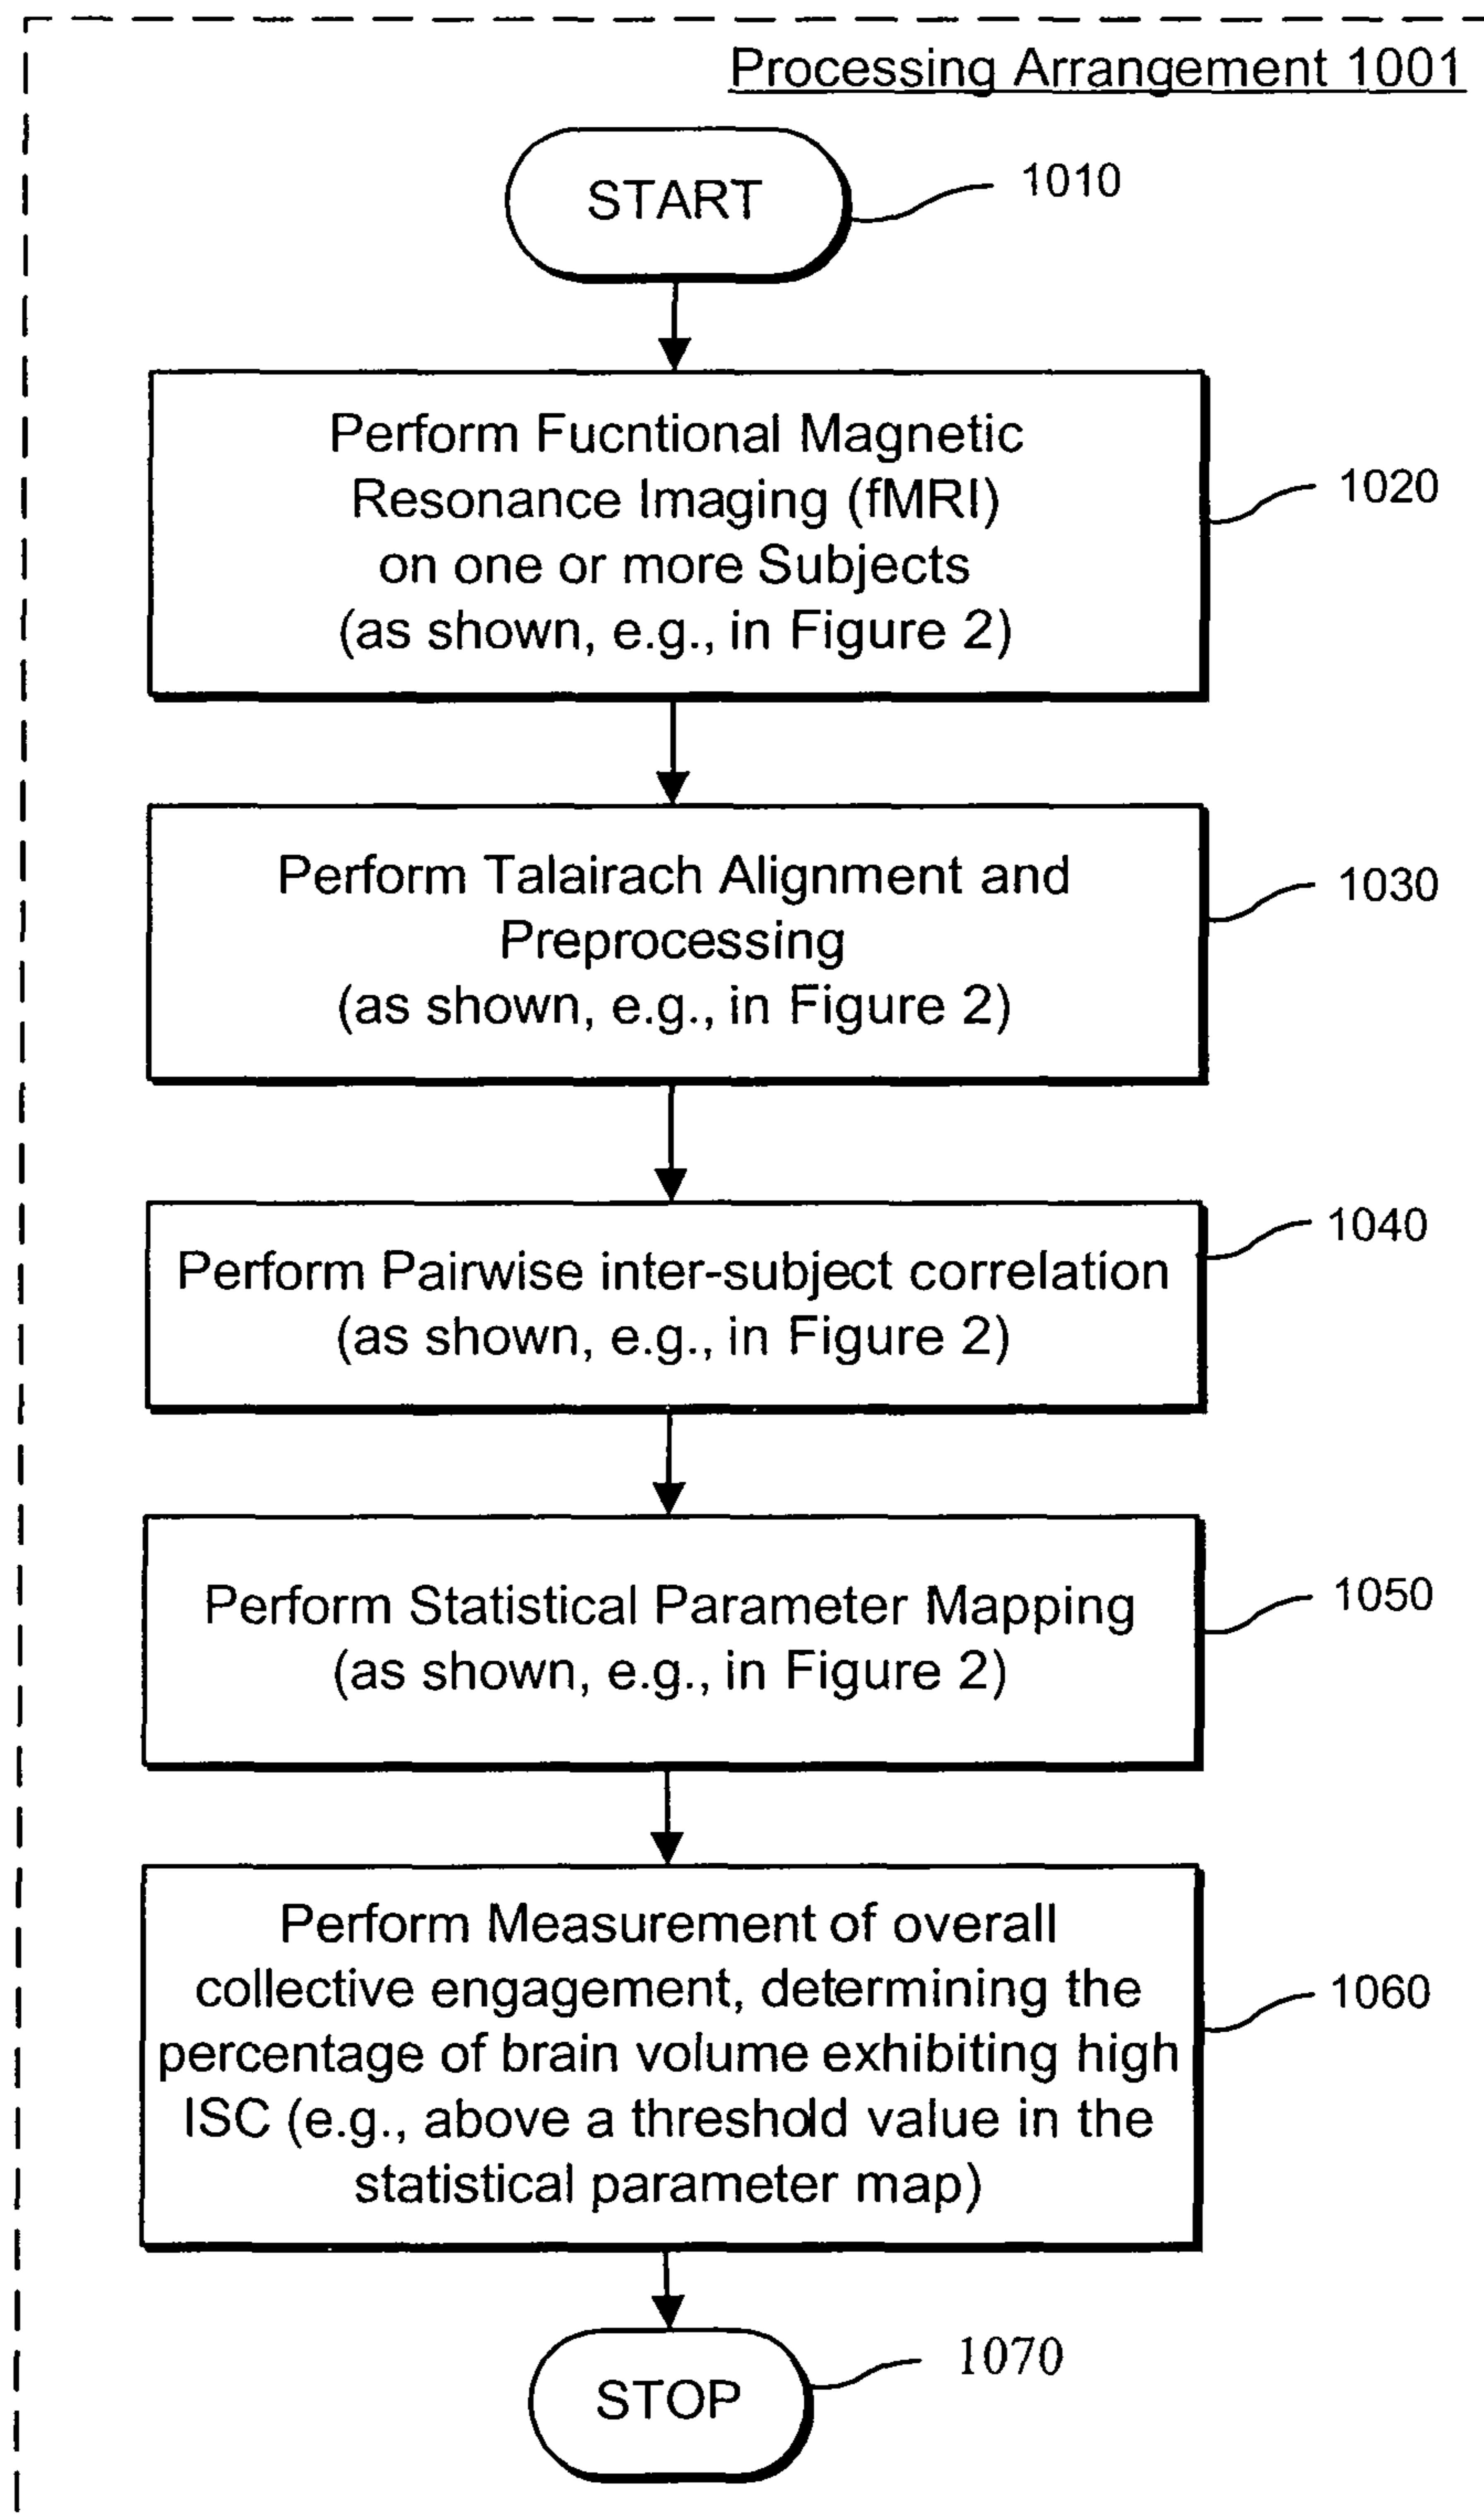 Processing Arrangement 1001
START
1010
Perform Fucntional Magnetic
Resonance Imaging (fMRI)
on one or more Subjects
(as shown, e.g., in Figure 2)
1020
Perform Talairach Alignment and
Preprocessing
(as shown, e.g., in Figure 2)
1030
Perform Pairwise inter-subject correlation
(as shown, e.g., in Figure 2)
1040
Perform Statistical Parameter Mapping
(as shown, e.g., in Figure 2)
1050
Perform Measurement of overall
collective engagement, determining the
percentage of brain volume exhibiting high
ISC (e.g., above a threshold value in the
statistical parameter map)
1060
STOP
1070